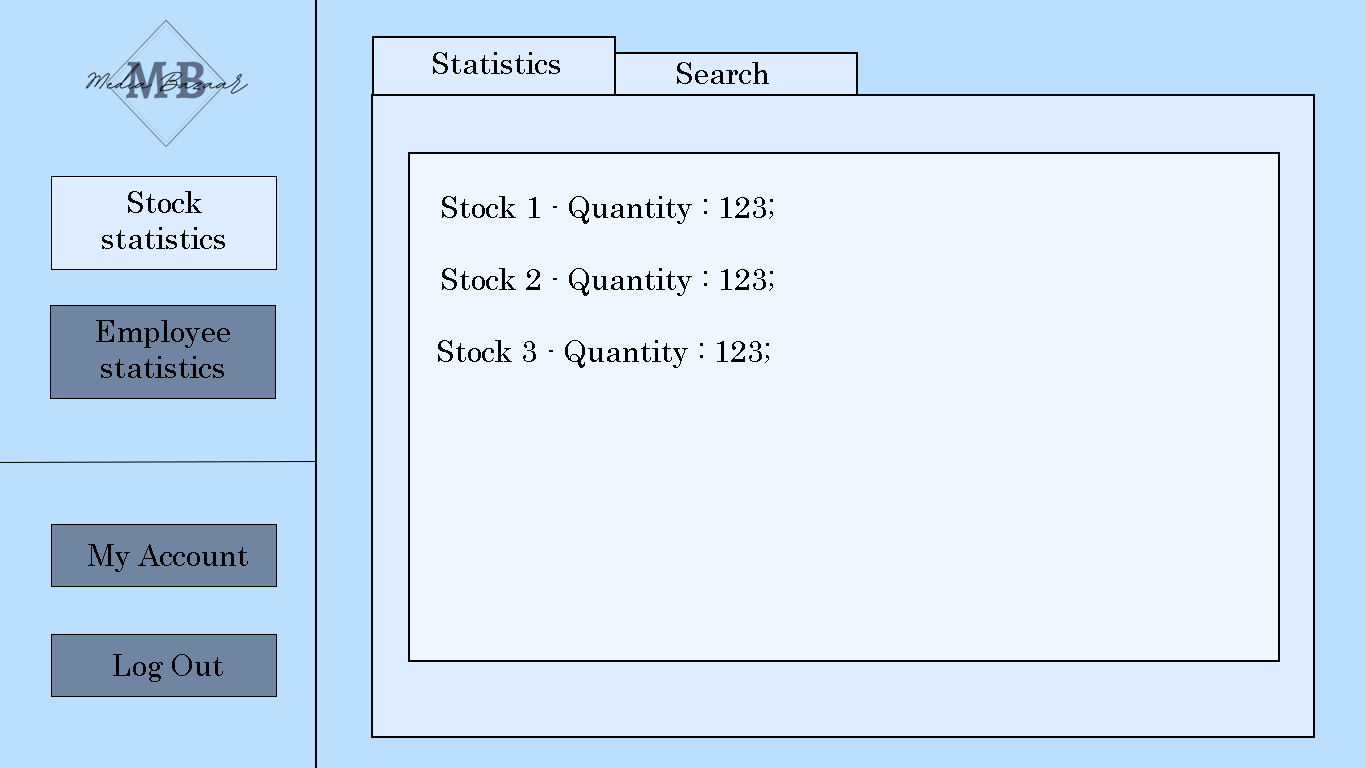 Media Bazaar
MB
Stock
statistics
Employee
statistics
My Account
Log Out
Statistics
Search
Stock 1 - Quantity : 123;
Stock 2 - Quantity : 123;
Stock 3 - Quantity : 123;